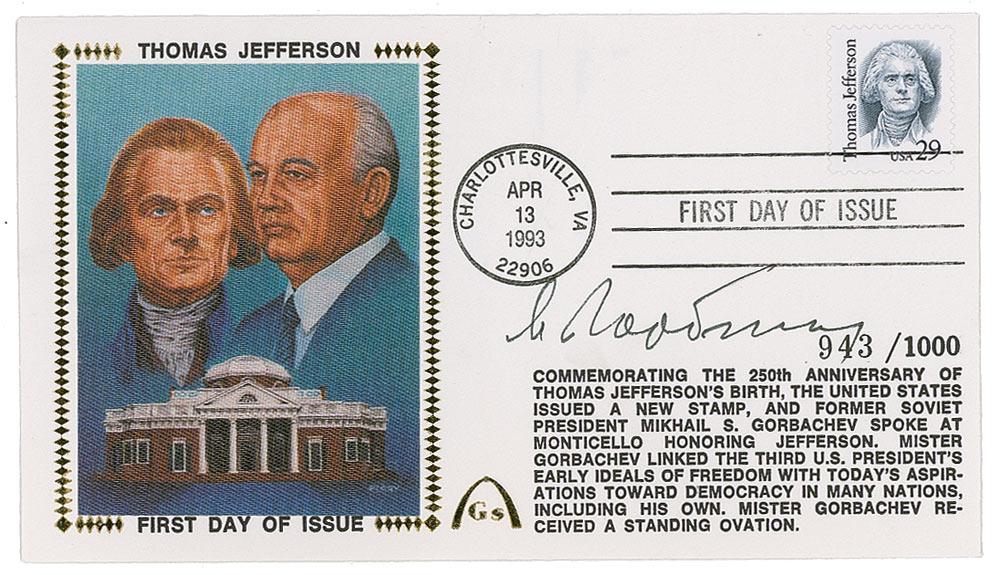 THOMAS JEFFERSON
FIRST DAY OF ISSUE
Thomas Jefferson
USA 29
CHARLOTTESVILLE, VA
APR
13
1993
22906
FIRST DAY OF ISSUE
943 /1000
COMMEMORATING THE 250th ANNIVERSARY OF
THOMAS JEFFERSON'S BIRTH, THE UNITED STATES
ISSUED A NEW STAMP, AND FORMER SOVIET
PRESIDENT MIKHAIL S. GORBACHEV SPOKE AT
MONTICELLO HONORING JEFFERSON. MISTER
GORBACHEV LINKED THE THIRD U.S. PRESIDENT'S
EARLY IDEALS OF FREEDOM WITH TODAY'S ASPIR-
ATIONS TOWARD DEMOCRACY IN MANY NATIONS,
INCLUDING HIS OWN. MISTER GORBACHEV RE-
CEIVED A STANDING OVATION.
Gs